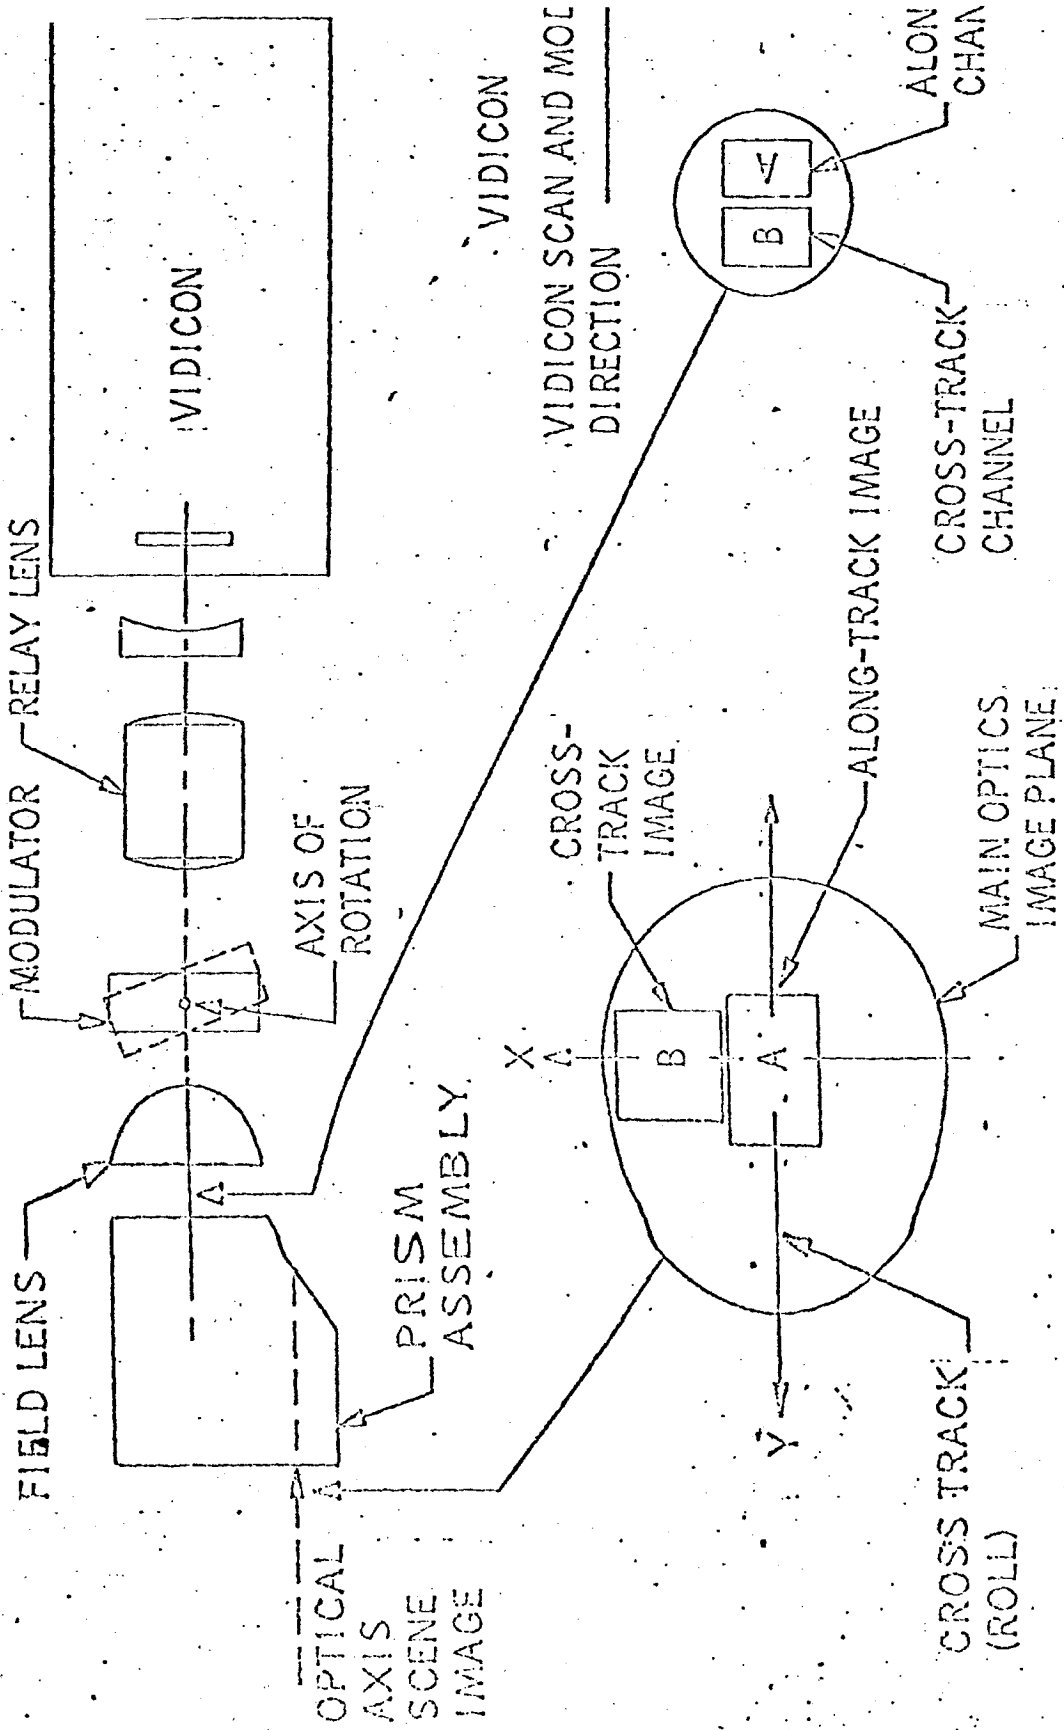 FIELD LENS
MODULATOR
RELAY LENS
VIDICON
OPTICAL
AXIS
SCENE
IMAGE
PRISM
ASSEMBLY
AXIS OF
ROTATION
VIDICON
VIDICON SCAN AND MOD
DIRECTION
X
CROSS-
TRACK
IMAGE
B
A
Y
ALONG-TRACK IMAGE
B
A
ALON
CHAN
CROSS-TRACK
CHANNEL
MAIN OPTICS
IMAGE PLANE
CROSS TRACK
(ROLL)